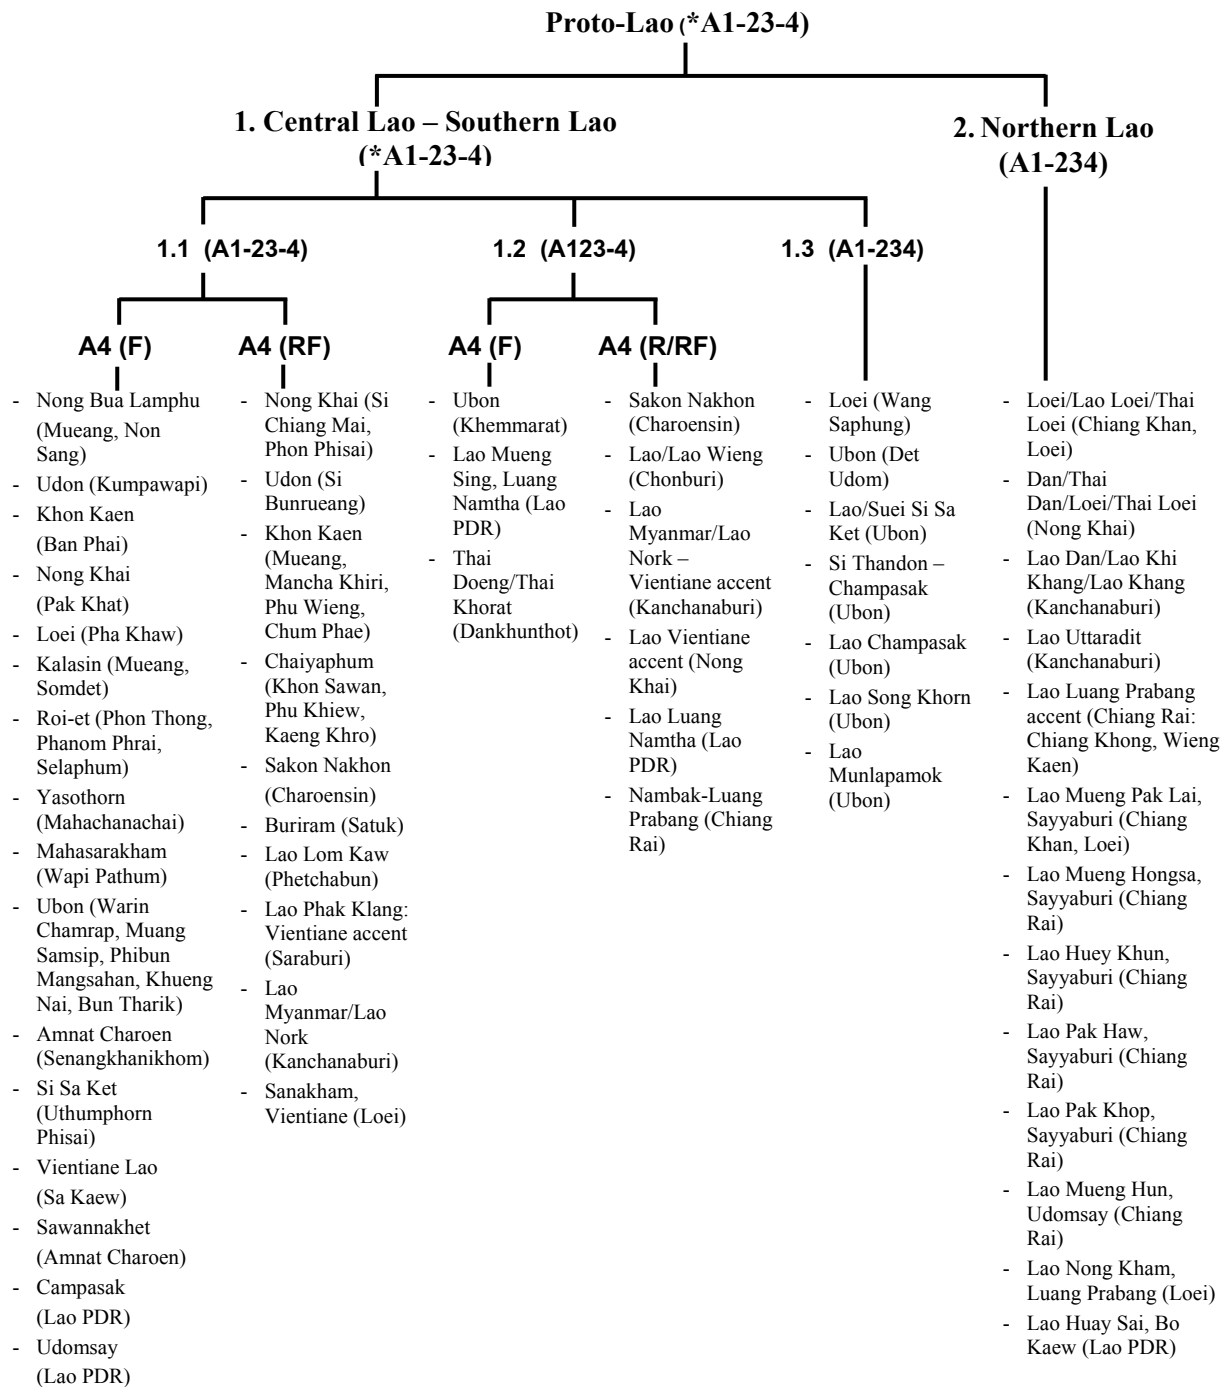 Proto-Lao (*A1-23-4)
1. Central Lao – Southern Lao
(*A1-23-4)
2. Northern Lao
(A1-234)
1.1 (A1-23-4)
1.2 (A123-4)
1.3 (A1-234)
A4 (F)
A4 (RF)
A4 (F)
A4 (R/RF)
- Nong Bua Lamphu
(Mueang, Non
Sang)
- Udon (Kumpawapi)
- Khon Kaen
(Ban Phai)
- Nong Khai
(Pak Khat)
- Loei (Pha Khaw)
- Kalasin (Mueang,
Somdet)
- Roi-et (Phon Thong,
Phanom Phrai,
Selaphum)
- Yasothorn
(Mahachanachai)
- Mahasarakham
(Wapi Pathum)
- Ubon (Warin
Chamrap, Muang
Samsip, Phibun
Mangsahan, Khueng
Nai, Bun Tharik)
- Amnat Charoen
(Senangkhanikhom)
- Si Sa Ket
(Uthumphorn
Phisai)
- Vientiane Lao
(Sa Kaew)
- Sawannakhet
(Amnat Charoen)
- Campasak
(Lao PDR)
- Udomsay
(Lao PDR)
- Nong Khai (Si
Chiang Mai,
Phon Phisai)
- Udon (Si
Bunrueang)
- Khon Kaen
(Mueang,
Mancha Khiri,
Phu Wieng,
Chum Phae)
- Chaiyaphum
(Khon Sawan,
Phu Khiew,
Kaeng Khro)
- Sakon Nakhon
(Charoensin)
- Buriram (Satuk)
- Lao Lom Kaw
(Phetchabun)
- Lao Phak Klang:
Vientiane accent
(Saraburi)
- Lao
Myanmar/Lao
Nork
(Kanchanaburi)
- Sanakham,
Vientiane (Loei)
- Ubon
(Khemmarat)
- Lao Mueng
Sing, Luang
Namtha (Lao
PDR)
- Thai
Doeng/Thai
Khorat
(Dankhunthot)
- Sakon Nakhon
(Charoensin)
- Lao/Lao Wieng
(Chonburi)
- Lao
Myanmar/Lao
Nork –
Vientiane accent
(Kanchanaburi)
- Lao Vientiane
accent (Nong
Khai)
- Lao Luang
Namtha (Lao
PDR)
- Nambak-Luang
Prabang (Chiang
Rai)
- Loei (Wang
Saphung)
- Ubon (Det
Udom)
- Lao/Suei Si Sa
Ket (Ubon)
- Si Thandon –
Champasak
(Ubon)
- Lao Champasak
(Ubon)
- Lao Song Khorn
(Ubon)
- Lao
Munlapamok
(Ubon)
- Loei/Lao Loei/Thai
Loei (Chiang Khan,
Loei)
- Dan/Thai
Dan/Loei/Thai Loei
(Nong Khai)
- Lao Dan/Lao Khi
Khang/Lao Khang
(Kanchanaburi)
- Lao Uttaradit
(Kanchanaburi)
- Lao Luang Prabang
accent (Chiang Rai:
Chiang Khong, Wieng
Kaen)
- Lao Mueng Pak Lai,
Sayyaburi (Chiang
Khan, Loei)
- Lao Mueng Hongsa,
Sayyaburi (Chiang
Rai)
- Lao Huey Khun,
Sayyaburi (Chiang
Rai)
- Lao Pak Haw,
Sayyaburi (Chiang
Rai)
- Lao Pak Khop,
Sayyaburi (Chiang
Rai)
- Lao Mueng Hun,
Udomsay (Chiang
Rai)
- Lao Nong Kham,
Luang Prabang (Loei)
- Lao Huay Sai, Bo
Kaew (Lao PDR)